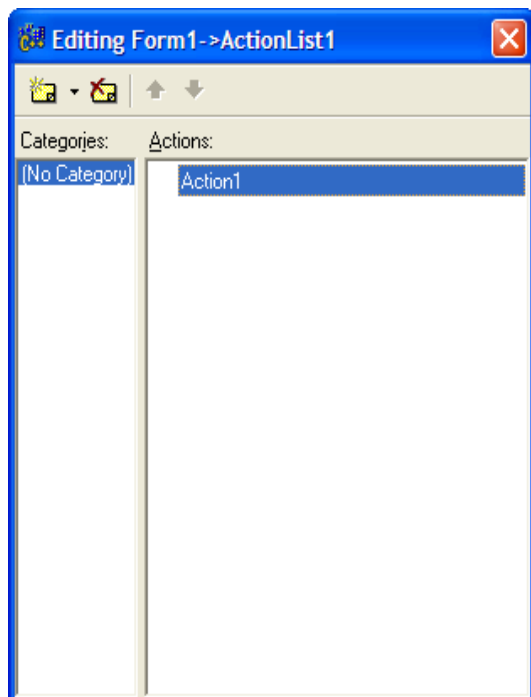 Editing Form1->ActionList1
Categories: Actions:
(No Category) Action1